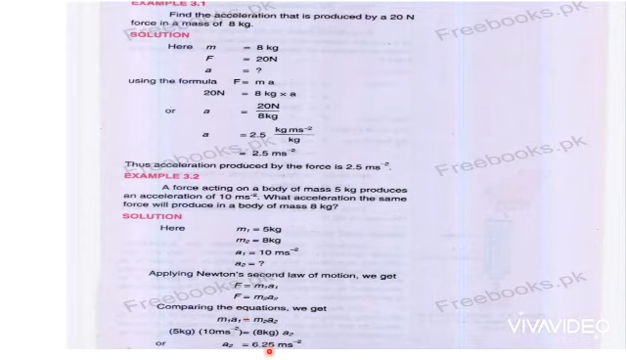 EXAMPLE 3.1
Find the acceleration that is produced by a 20 N
force in a mass of 8 kg.
SOLUTION
Here m = 8 kg
F = 20N
a = ?
using the formula F = m a
20N = 8 kg × a
or a = 20N / 8kg
a = 2.5 kg ms⁻² / kg
= 2.5 ms⁻²
Thus acceleration produced by the force is 2.5 ms⁻².
EXAMPLE 3.2
A force acting on a body of mass 5 kg produces
an acceleration of 10 ms⁻². What acceleration the same
force will produce in a body of mass 8 kg?
SOLUTION
Here m₁ = 5kg
m₂ = 8kg
a₁ = 10 ms⁻²
a₂ = ?
Applying Newton's second law of motion, we get
F = m₁a₁
F = m₂a₂
Comparing the equations, we get
m₁a₁ = m₂a₂
(5kg) (10ms⁻²) = (8kg) a₂
or a₂ = 6.25 ms⁻²
Freebooks.pk
Freebooks.pk
Freebooks.pk
Freebooks.pk
Freebooks.pk
Freebooks.pk
VIVAVIDEO